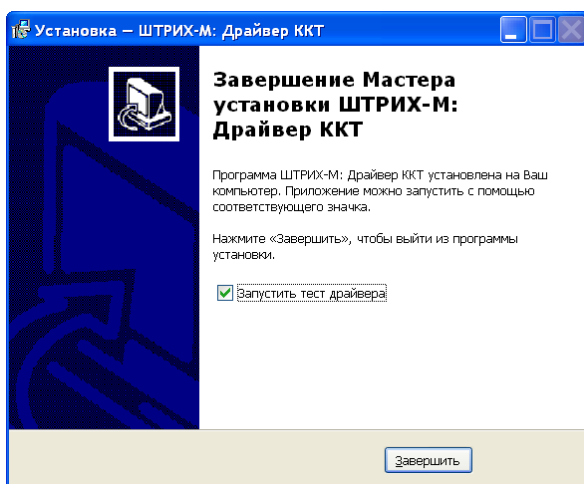 Установка — ШТРИХ-М: Драйвер ККТ
Завершение Мастера
установки ШТРИХ-М:
Драйвер ККТ
Программа ШТРИХ-М: Драйвер ККТ установлена на Ваш
компьютер. Приложение можно запустить с помощью
соответствующего значка.
Нажмите «Завершить», чтобы выйти из программы
установки.
Запустить тест драйвера
Завершить